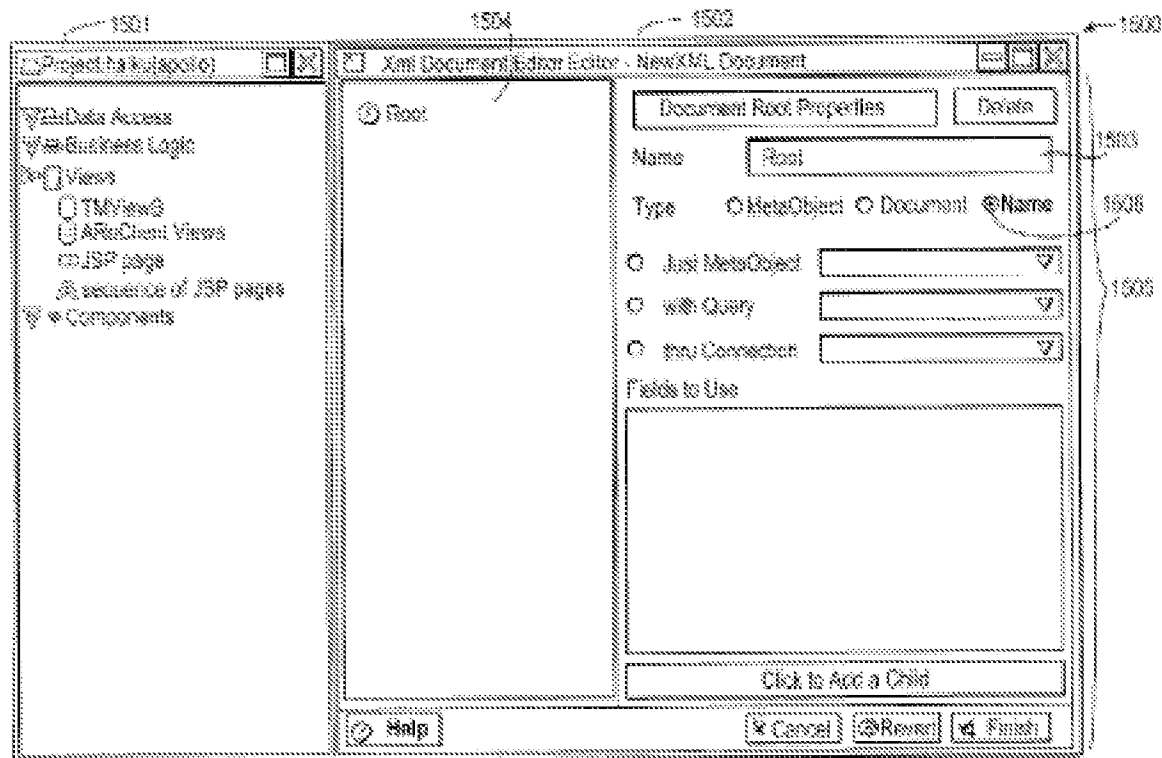 1501
1504
1502
1500
Xml Document Editor Editor - NewXML Document
Data Access
Business Logic
Views
JSP page
sequence of JSP pages
Components
Root
Document Root Properties
Delete
Name
Root
1503
Type
MetaObject
Document
Name
Just MetaObject
with Query
thru Connection
1505
Fields to Use
Click to Add a Child
Help
Cancel
Revert
Finish